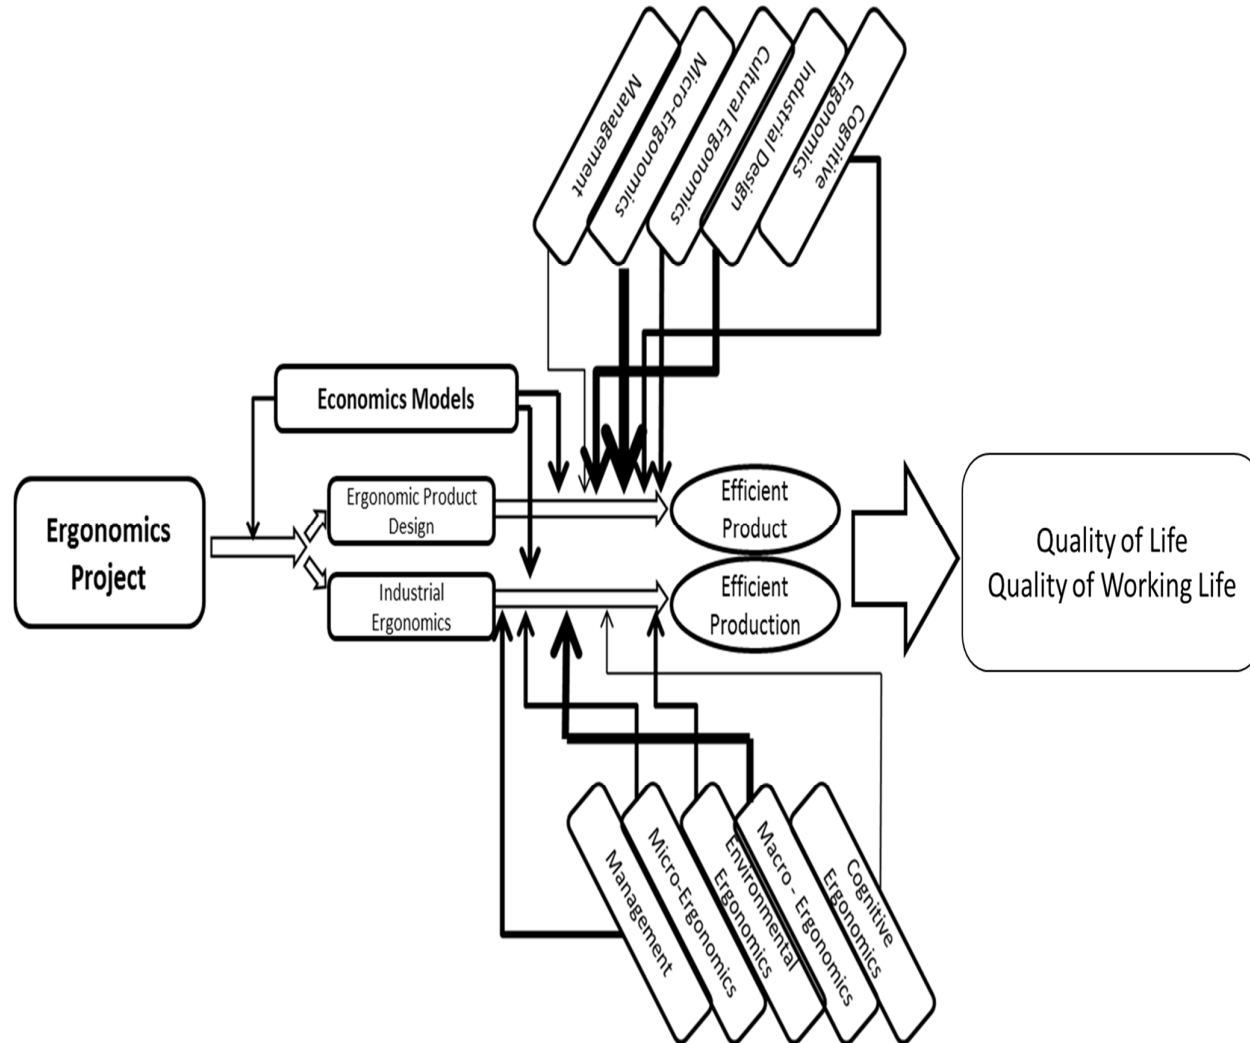 Management
Micro-Ergonomics
Cultural Ergonomics
Industrial Design
Cognitive
Ergonomics
Economics Models
Ergonomics
Project
Ergonomic Product
Design
Industrial
Ergonomics
Efficient
Product
Efficient
Production
Quality of Life
Quality of Working Life
Management
Micro-Ergonomics
Environmental
Ergonomics
Macro - Ergonomics
Cognitive
Ergonomics